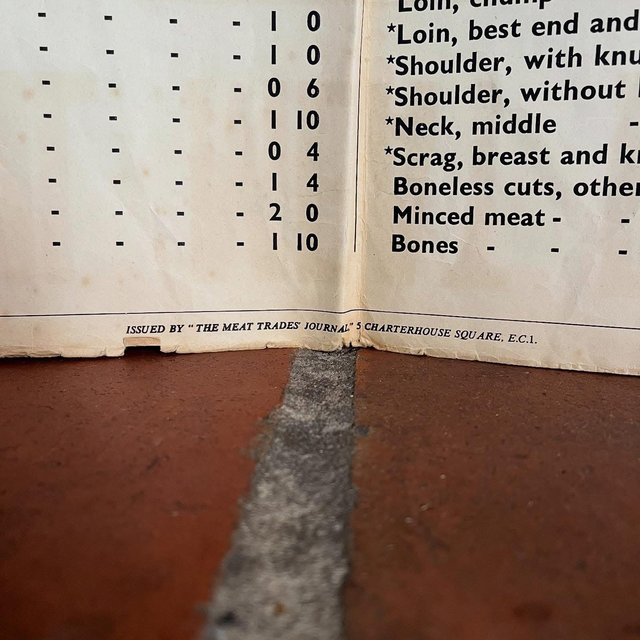 - - - - 1 0
- - - - 1 0
- - - - 0 6
- - - - 1 10
- - - - 0 4
- - - - 1 4
- - - - 2 0
- - - - 1 10
Loin, chump
*Loin, best end and
*Shoulder, with knu
*Shoulder, without
*Neck, middle -
*Scrag, breast and kn
Boneless cuts, other
Minced meat - -
Bones - - -
ISSUED BY "THE MEAT TRADES' JOURNAL" 5 CHARTERHOUSE SQUARE, E.C.1.